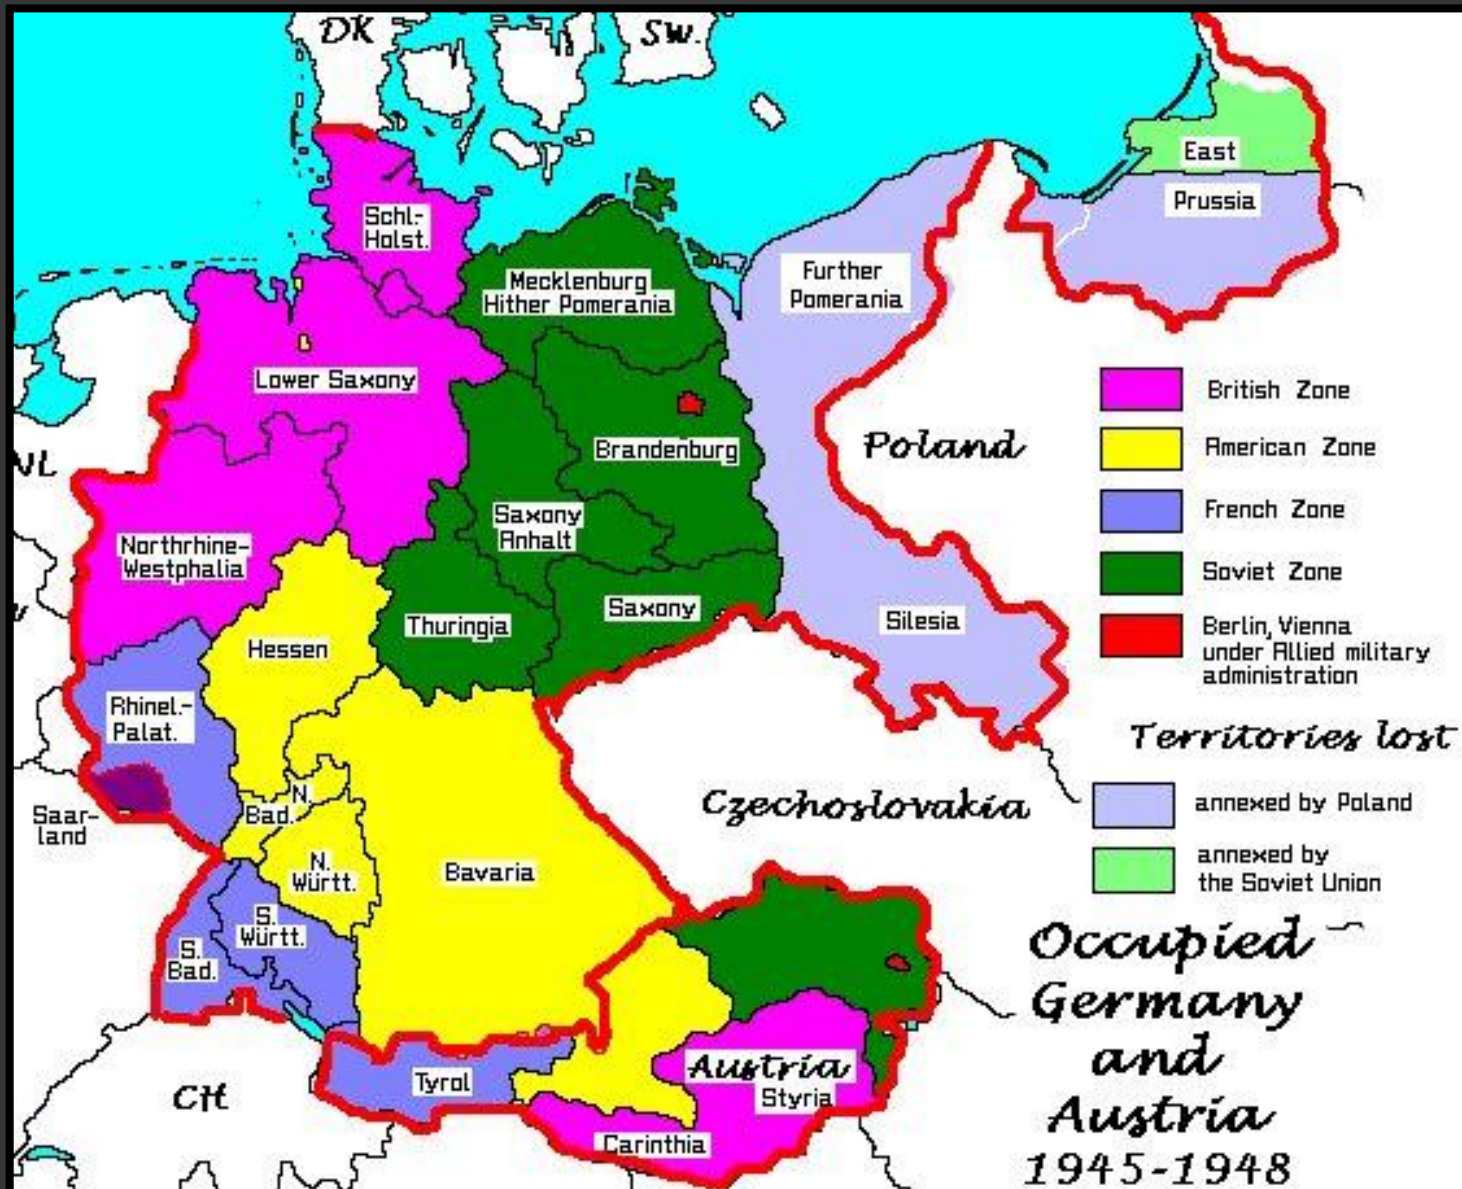 DK
Sw.
East
Prussia
Schl.-
Holst.
Mecklenburg
Hither Pomerania
Further
Pomerania
Lower Saxony
British Zone
NL
Brandenburg
Poland
American Zone
Saxony
Anhalt
French Zone
Northrhine-
Westphalia
Soviet Zone
Saxony
Thuringia
Silesia
Berlin, Vienna
under Allied military
administration
Hessen
Rhinel.-
Palat.
Territories lost
Saar-
land
N.
Bad.
Czechoslovakia
annexed by Poland
N.
Württ.
Bavaria
annexed by
the Soviet Union
S.
Württ.
S.
Bad.
Occupied
Germany
and
Austria
1945-1948
CH
Tyrol
Austria
Styria
Carinthia